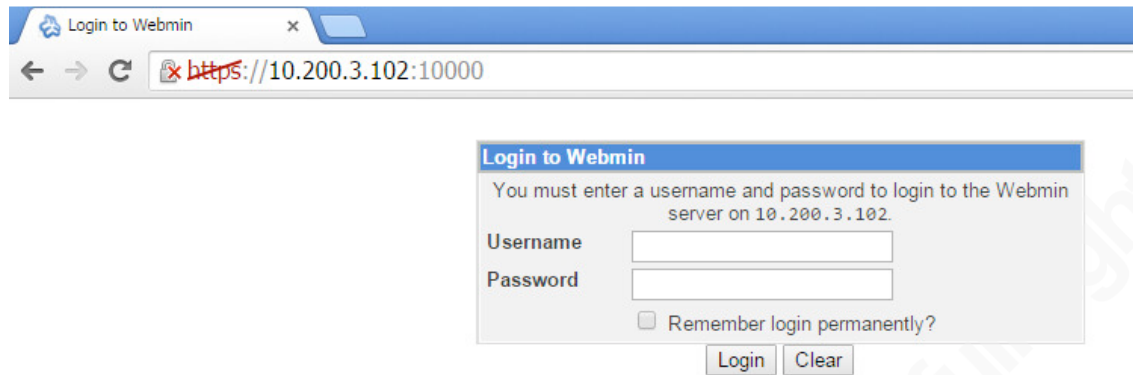 Login to Webmin
https://10.200.3.102:10000
Login to Webmin
You must enter a username and password to login to the Webmin
server on 10.200.3.102.
Username
Password
Remember login permanently?
Login Clear